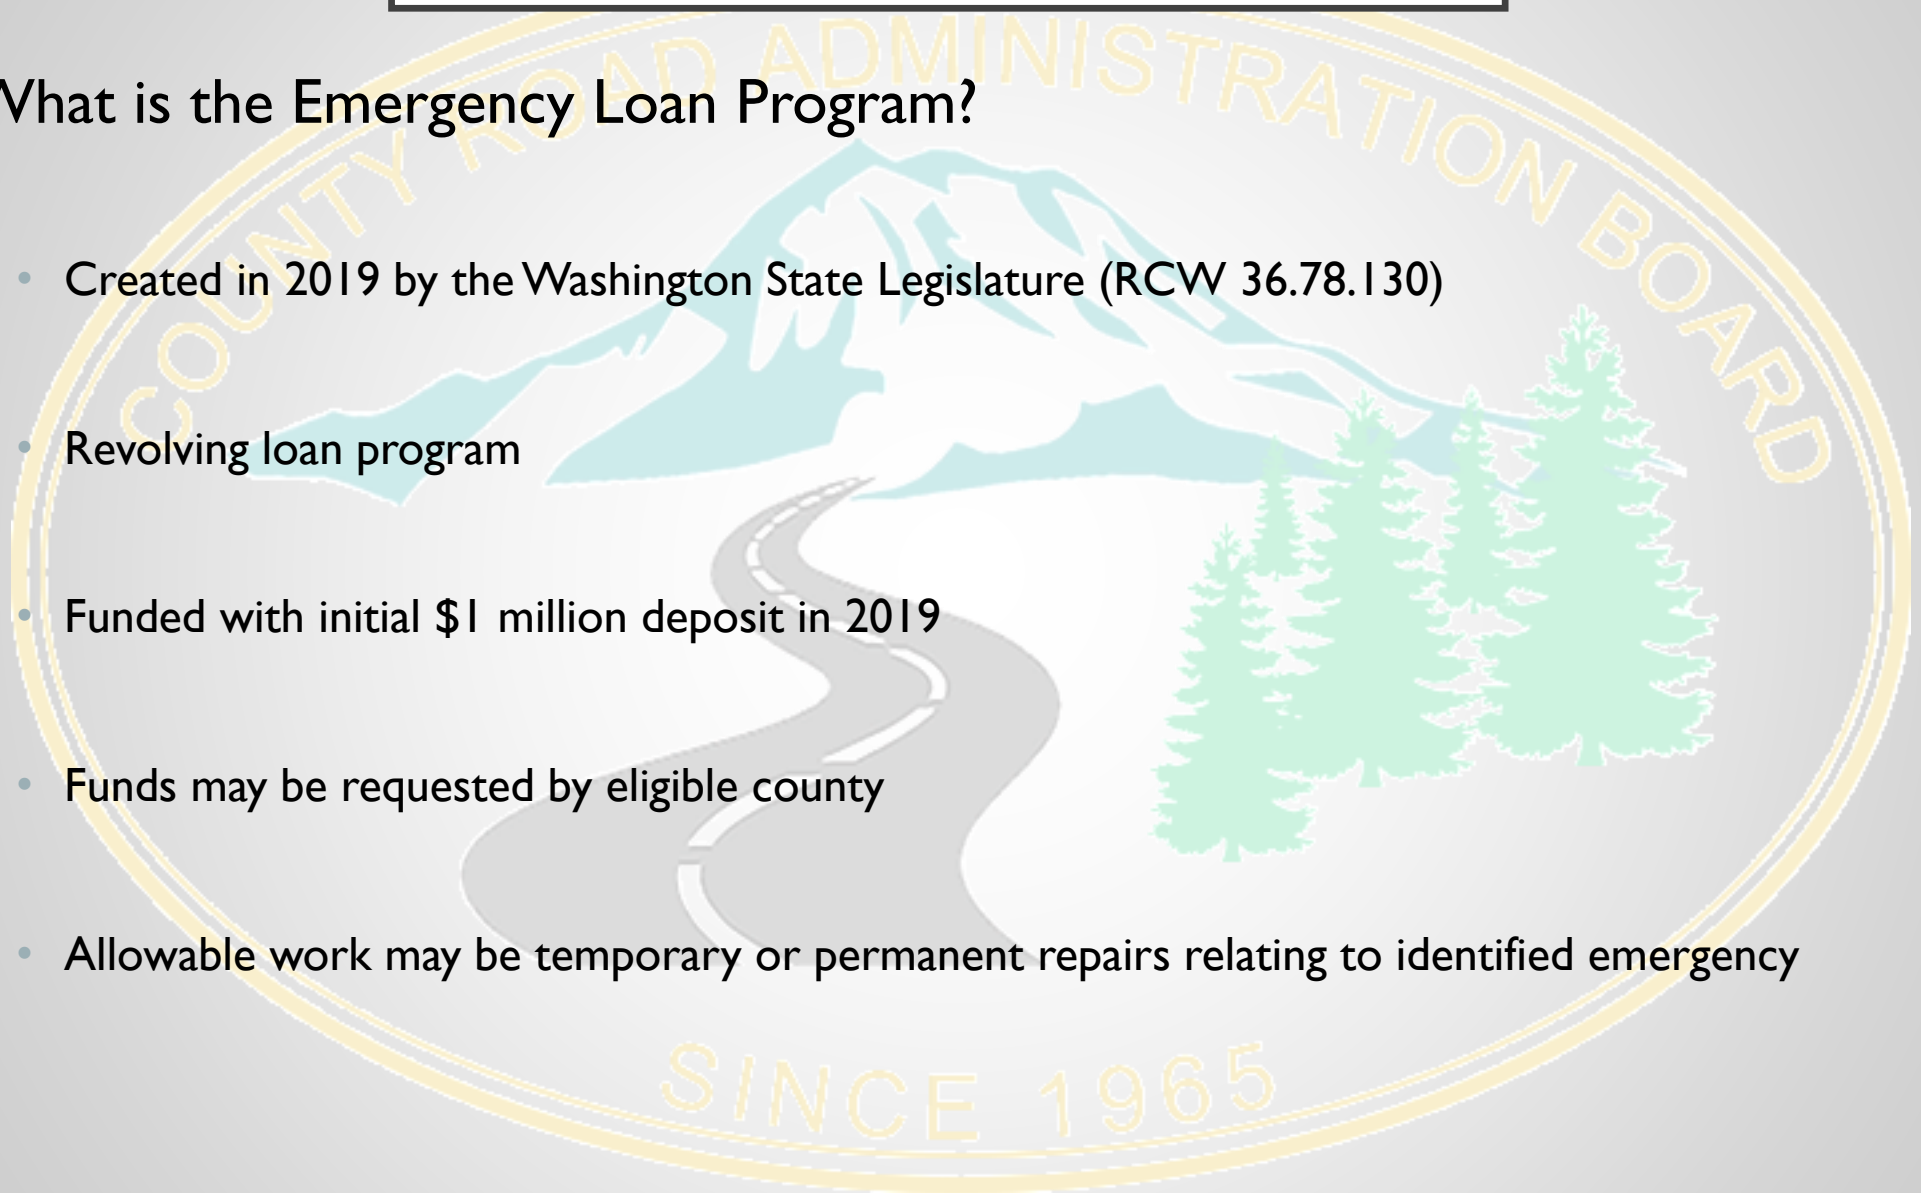 COUNTY ROAD ADMINISTRATION BOARD
What is the Emergency Loan Program?
• Created in 2019 by the Washington State Legislature (RCW 36.78.130)
• Revolving loan program
• Funded with initial $1 million deposit in 2019
• Funds may be requested by eligible county
• Allowable work may be temporary or permanent repairs relating to identified emergency
SINCE 1965